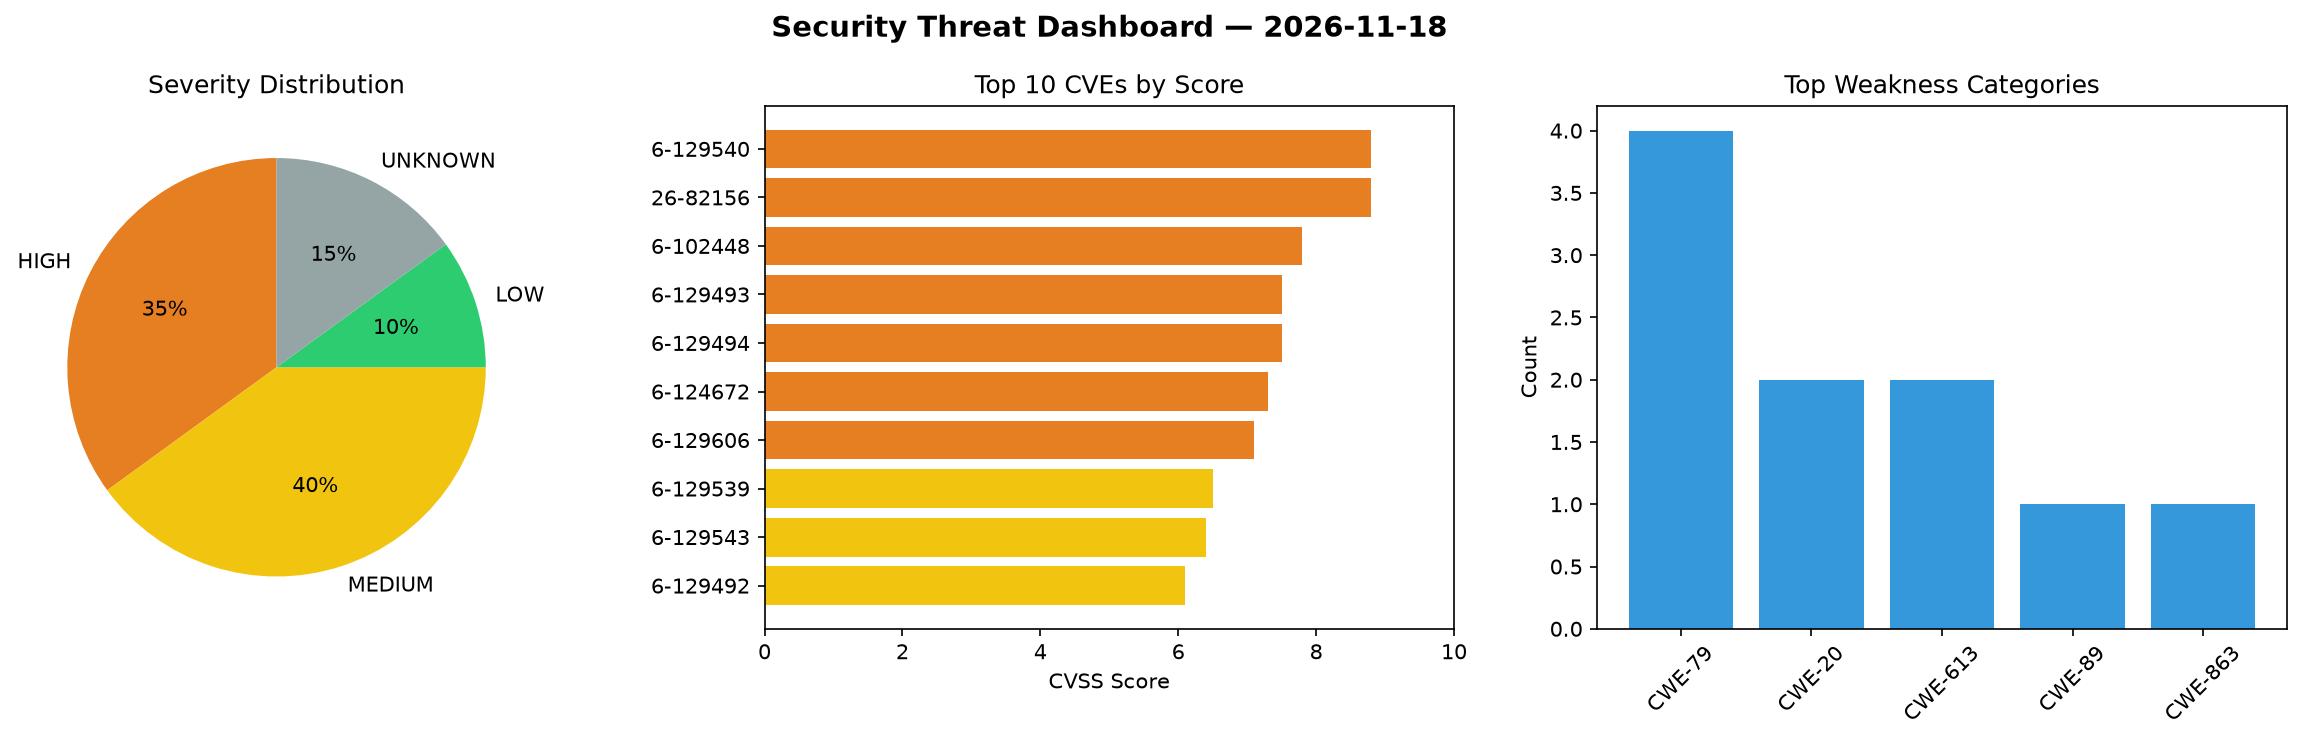 Security Threat Dashboard — 2026-11-18
Severity Distribution
UNKNOWN
HIGH
15%
LOW
35%
10%
40%
MEDIUM
Top 10 CVEs by Score
6-129540
26-82156
6-102448
6-129493
6-129494
6-124672
6-129606
6-129539
6-129543
6-129492
0 2 4 6 8 10
CVSS Score
Top Weakness Categories
4.0
3.5
3.0
2.5
2.0
1.5
1.0
0.5
0.0
Count
CWE-79 CWE-20 CWE-613 CWE-89 CWE-863